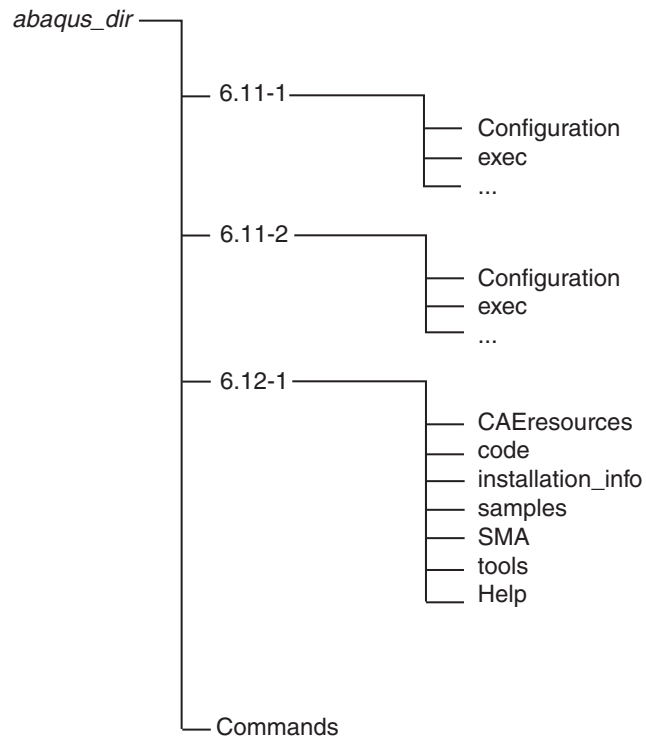 abaqus_dir
6.11-1
Configuration
exec
...
6.11-2
Configuration
exec
...
6.12-1
CAEresources
code
installation_info
samples
SMA
tools
Help
Commands